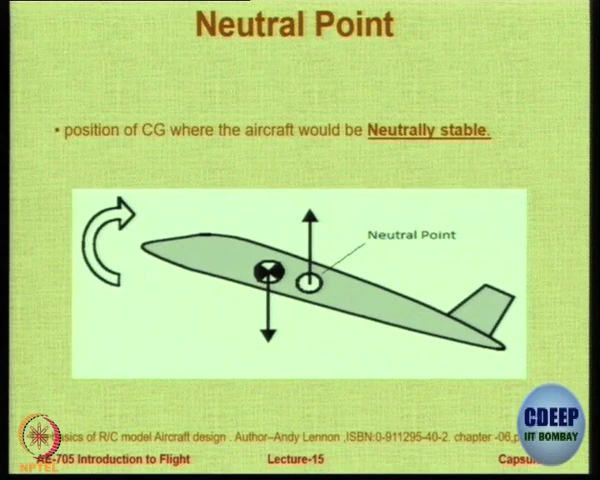 Neutral Point
• position of CG where the aircraft would be Neutrally stable.
Neutral Point
CDEEP
IIT BOMBAY
basics of R/C model Aircraft design . Author–Andy Lennon ,ISBN:0-911295-40-2. chapter -06,p
AE-705 Introduction to Flight Lecture-15
NPTEL